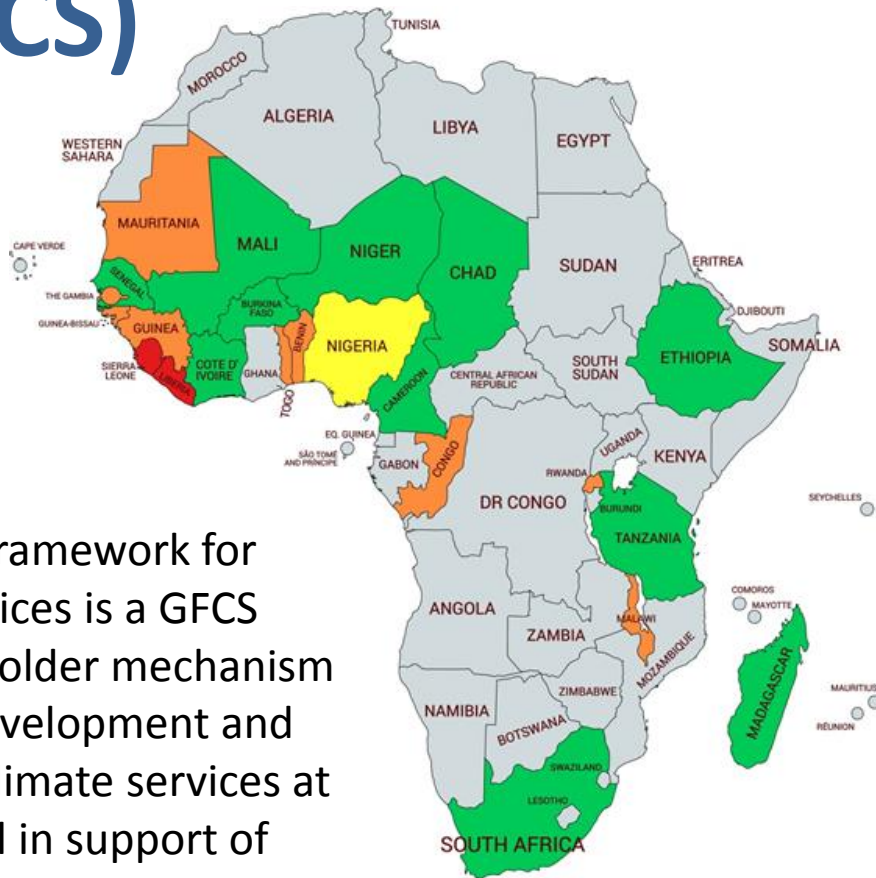 CS)
TUNISIA
MOROCCO
ALGERIA
LIBYA
EGYPT
WESTERN
SAHARA
MAURITANIA
MALI
NIGER
CHAD
SUDAN
ERITREA
CAPE VERDE
SENEGAL
THE GAMBIA
GUINEA-BISSAU
GUINEA
BURKINA
FASO
BENIN
NIGERIA
DJIBOUTI
SOMALIA
SIERRA
LEONE
LIBERIA
COTE D'
IVOIRE
GHANA
TOGO
CAMEROON
CENTRAL AFRICAN
REPUBLIC
SOUTH
SUDAN
ETHIOPIA
EQ. GUINEA
SÃO TOMÉ
AND PRÍNCIPE
GABON
CONGO
UGANDA
KENYA
RWANDA
DR CONGO
BURUNDI
TANZANIA
SEYCHELLES
ramework for
ices is a GFCS
older mechanism
velopment and
limate services at
l in support of
ANGOLA
ZAMBIA
MALAWI
MOZAMBIQUE
COMOROS
MAYOTTE
MADAGASCAR
MAURITIUS
RÉUNION
NAMIBIA
BOTSWANA
ZIMBABWE
SWAZILAND
LESOTHO
SOUTH AFRICA